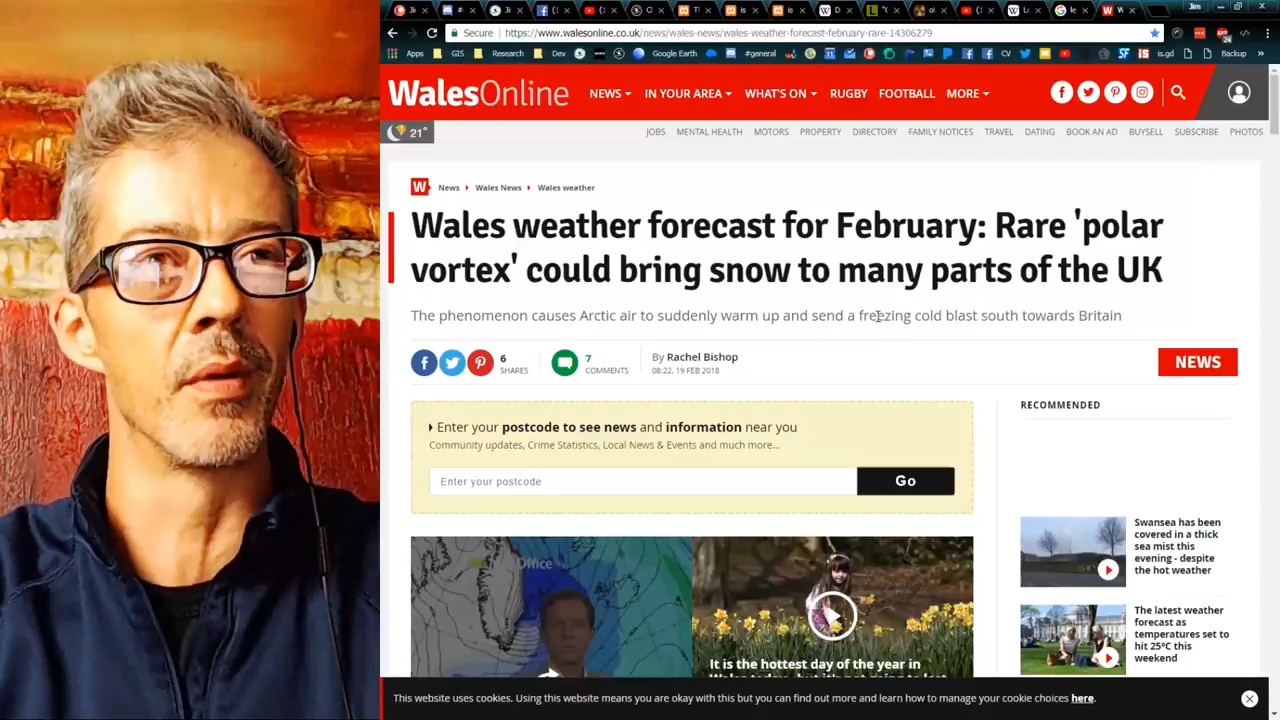 Jim
Secure https://www.walesonline.co.uk/news/wales-news/wales-weather-forecast-february-rare-14306279
Apps GIS Research Dev Google Earth #general CV is.gd Backup »
WalesOnline NEWS IN YOUR AREA WHAT'S ON RUGBY FOOTBALL MORE
21°
JOBS MENTAL HEALTH MOTORS PROPERTY DIRECTORY FAMILY NOTICES TRAVEL DATING BOOK AN AD BUYSELL SUBSCRIBE PHOTOS
W News Wales News Wales weather
Wales weather forecast for February: Rare 'polar
vortex' could bring snow to many parts of the UK
The phenomenon causes Arctic air to suddenly warm up and send a freezing cold blast south towards Britain
6
SHARES
7
COMMENTS
By Rachel Bishop
08:22, 19 FEB 2018
NEWS
Enter your postcode to see news and information near you
Community updates, Crime Statistics, Local News & Events and much more...
Enter your postcode Go
RECOMMENDED
Swansea has been
covered in a thick
sea mist this
evening - despite
the hot weather
The latest weather
forecast as
temperatures set to
hit 25°C this
weekend
Office
It is the hottest day of the year in
This website uses cookies. Using this website means you are okay with this but you can find out more and learn how to manage your cookie choices here.